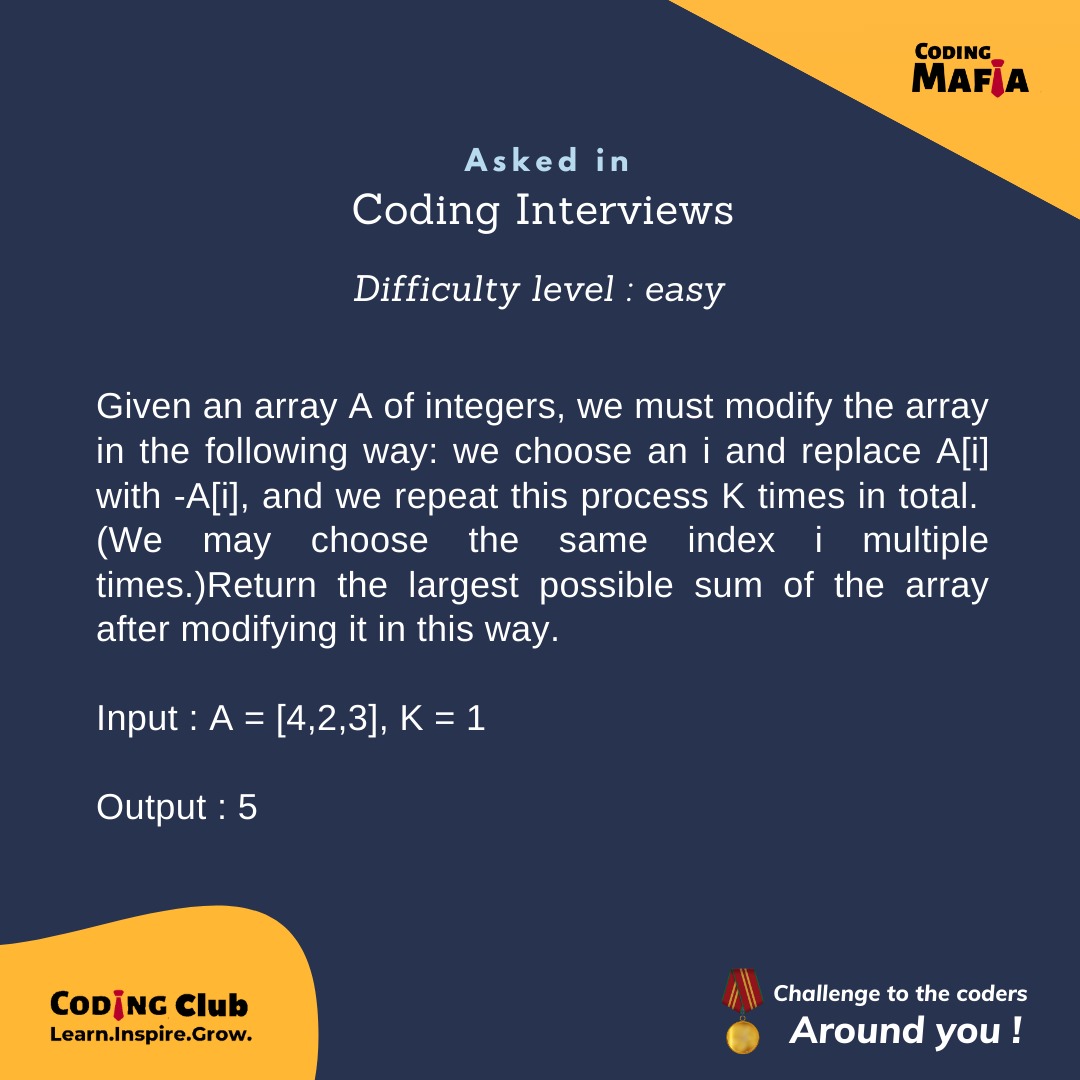 CODING
MAFIA
Asked in
Coding Interviews
Difficulty level : easy
Given an array A of integers, we must modify the array
in the following way: we choose an i and replace A[i]
with -A[i], and we repeat this process K times in total.
(We may choose the same index i multiple
times.)Return the largest possible sum of the array
after modifying it in this way.
Input : A = [4,2,3], K = 1
Output : 5
CODING Club
Learn.Inspire.Grow.
Challenge to the coders
Around you !